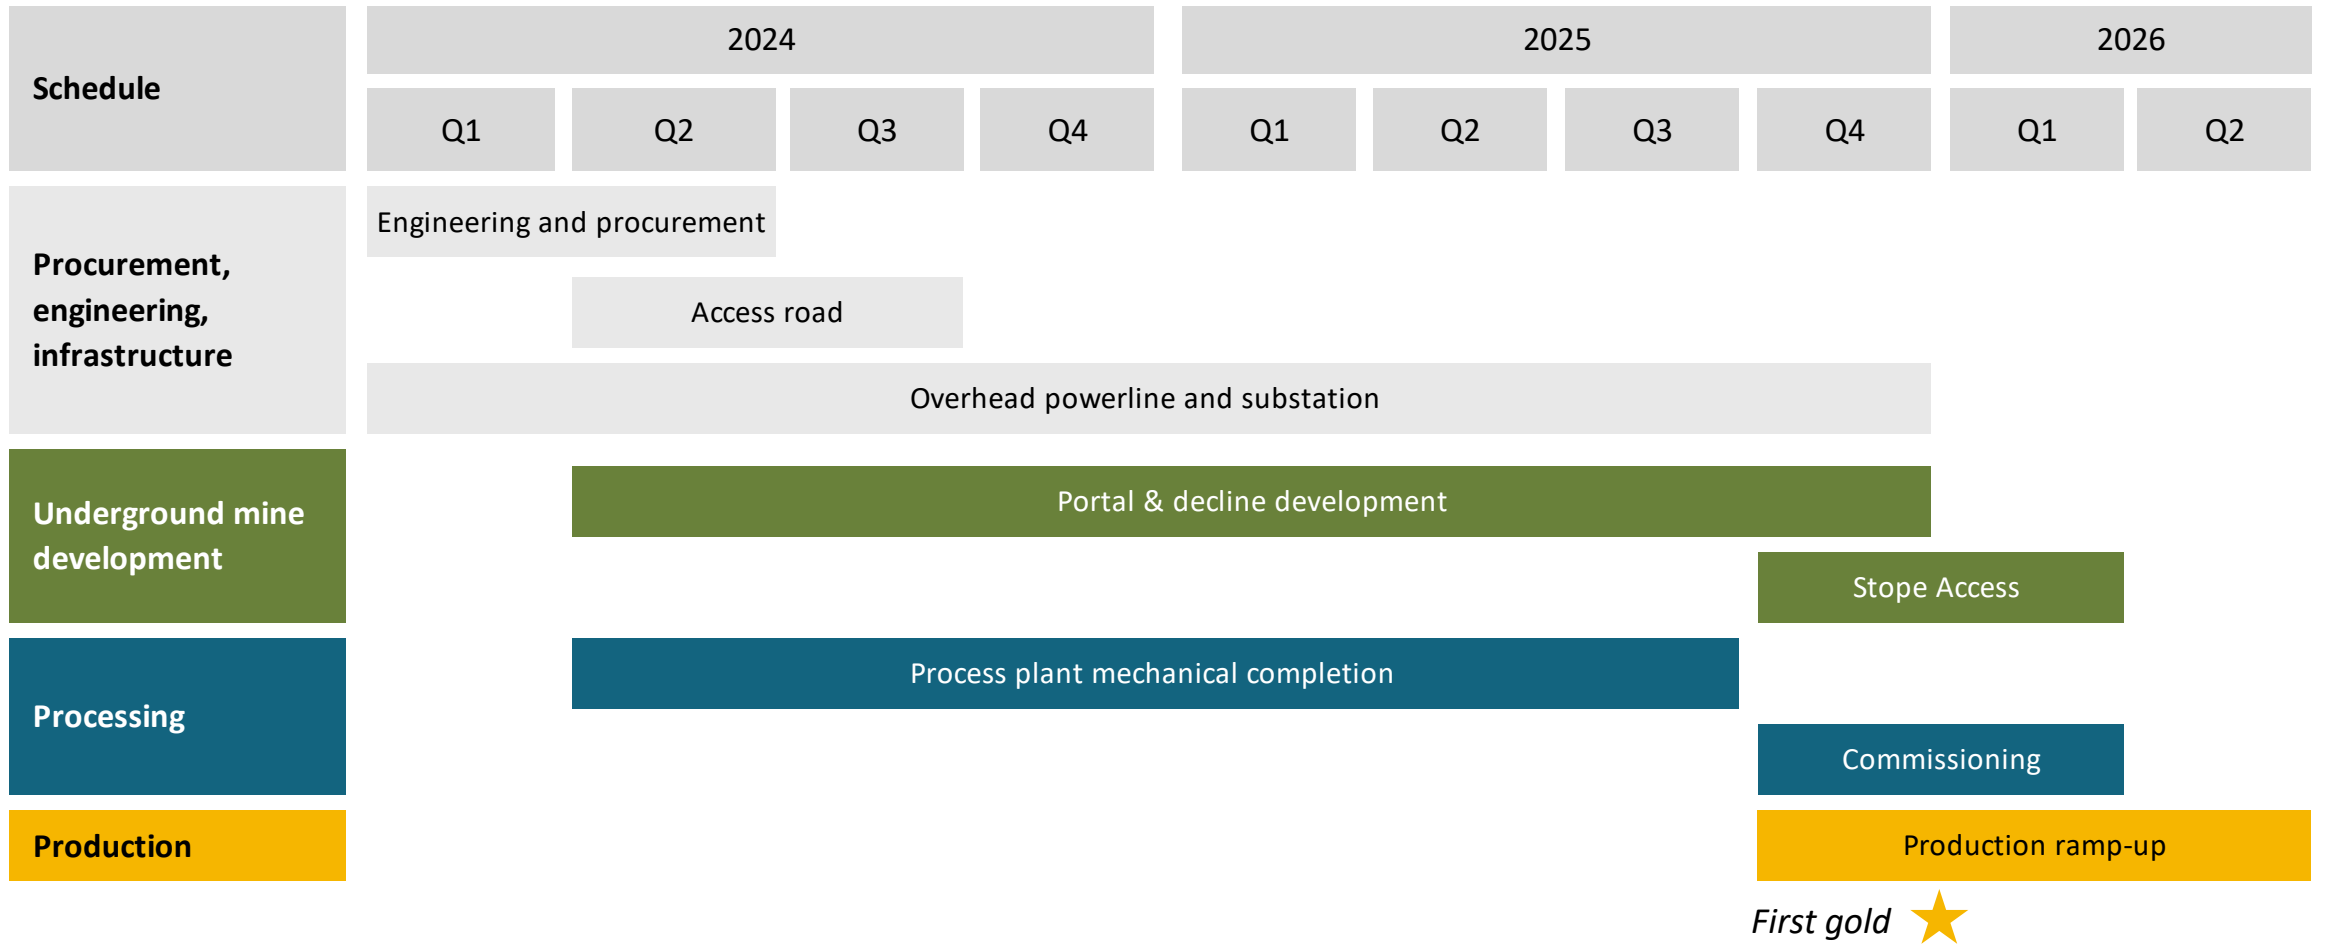 Schedule
2024
2025
2026
Q1
Q2
Q3
Q4
Q1
Q2
Q3
Q4
Q1
Q2
Procurement,
engineering,
infrastructure
Engineering and procurement
Access road
Overhead powerline and substation
Underground mine
development
Portal & decline development
Stope Access
Processing
Process plant mechanical completion
Commissioning
Production
Production ramp-up
First gold